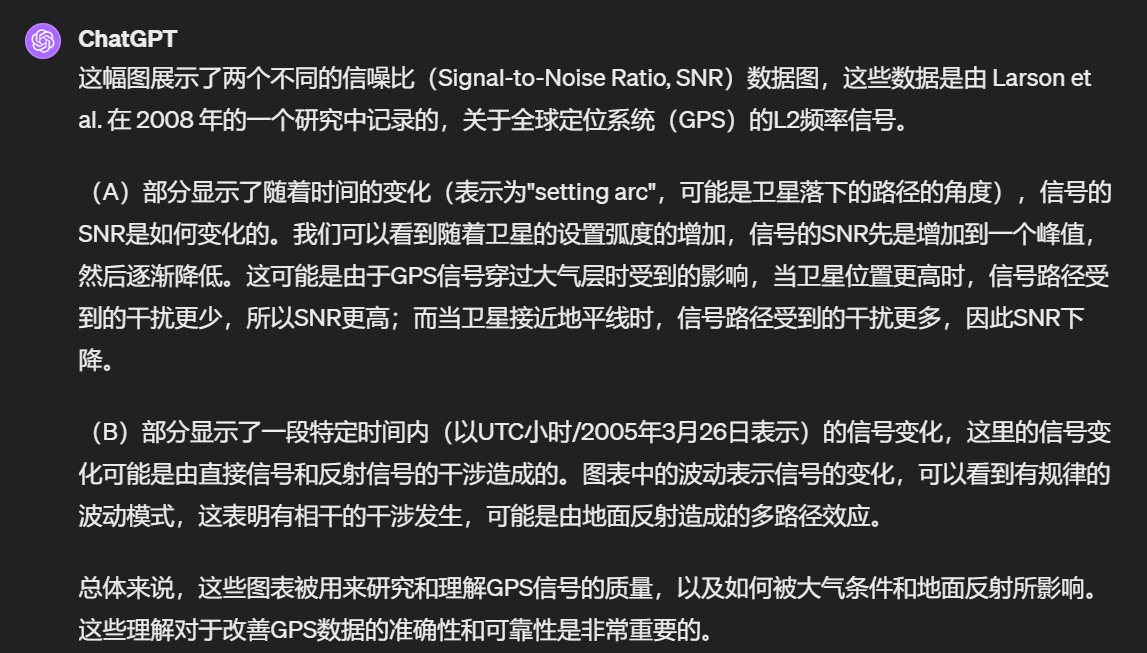 ChatGPT
这幅图展示了两个不同的信噪比（Signal-to-Noise Ratio, SNR）数据图，这些数据是由 Larson et
al. 在 2008 年的一个研究中记录的，关于全球定位系统（GPS）的L2频率信号。
（A）部分显示了随着时间的变化（表示为"setting arc"，可能是卫星落下的路径的角度），信号的
SNR是如何变化的。我们可以看到随着卫星的设置弧度的增加，信号的SNR先是增加到一个峰值，
然后逐渐降低。这可能是由于GPS信号穿过大气层时受到的影响，当卫星位置更高时，信号路径受
到的干扰更少，所以SNR更高；而当卫星接近地平线时，信号路径受到的干扰更多，因此SNR下
降。
（B）部分显示了一段特定时间内（以UTC小时/2005年3月26日表示）的信号变化，这里的信号变
化可能是由直接信号和反射信号的干涉造成的。图表中的波动表示信号的变化，可以看到有规律的
波动模式，这表明有相干的干涉发生，可能是由地面反射造成的多路径效应。
总体来说，这些图表被用来研究和理解GPS信号的质量，以及如何被大气条件和地面反射所影响。
这些理解对于改善GPS数据的准确性和可靠性是非常重要的。